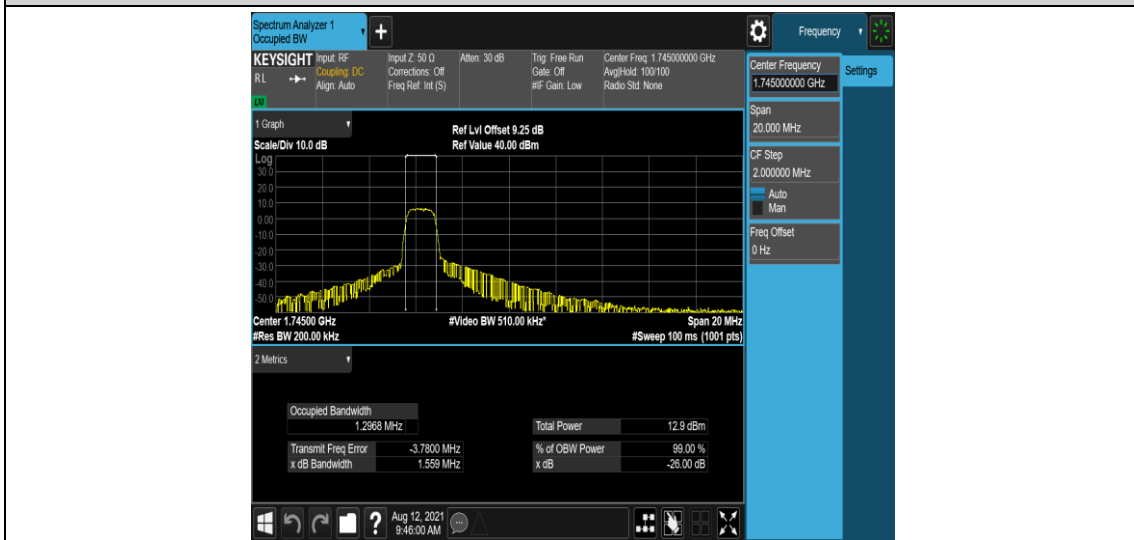 Spectrum Analyzer 1
Occupied BW
+
Frequency
KEYSIGHT
RL
LXI
Input: RF
Coupling: DC
Align: Auto
Input Z: 50 Ω
Corrections: Off
Freq Ref: Int (S)
Atten: 30 dB
Trig: Free Run
Gate: Off
#IF Gain: Low
Center Freq: 1.745000000 GHz
Avg|Hold: 100/100
Radio Std: None
Center Frequency
1.745000000 GHz
Settings
Span
20.000 MHz
CF Step
2.000000 MHz
Auto
Man
Freq Offset
0 Hz
1 Graph
Scale/Div 10.0 dB
Ref Lvl Offset 9.25 dB
Ref Value 40.00 dBm
Log
30.0
20.0
10.0
0.00
-10.0
-20.0
-30.0
-40.0
-50.0
Center 1.74500 GHz
#Video BW 510.00 kHz*
Span 20 MHz
#Res BW 200.00 kHz
#Sweep 100 ms (1001 pts)
2 Metrics
Occupied Bandwidth
1.2968 MHz
Total Power 12.9 dBm
Transmit Freq Error -3.7800 MHz
% of OBW Power 99.00 %
x dB Bandwidth 1.559 MHz
x dB -26.00 dB
?
Aug 12, 2021
9:46:00 AM